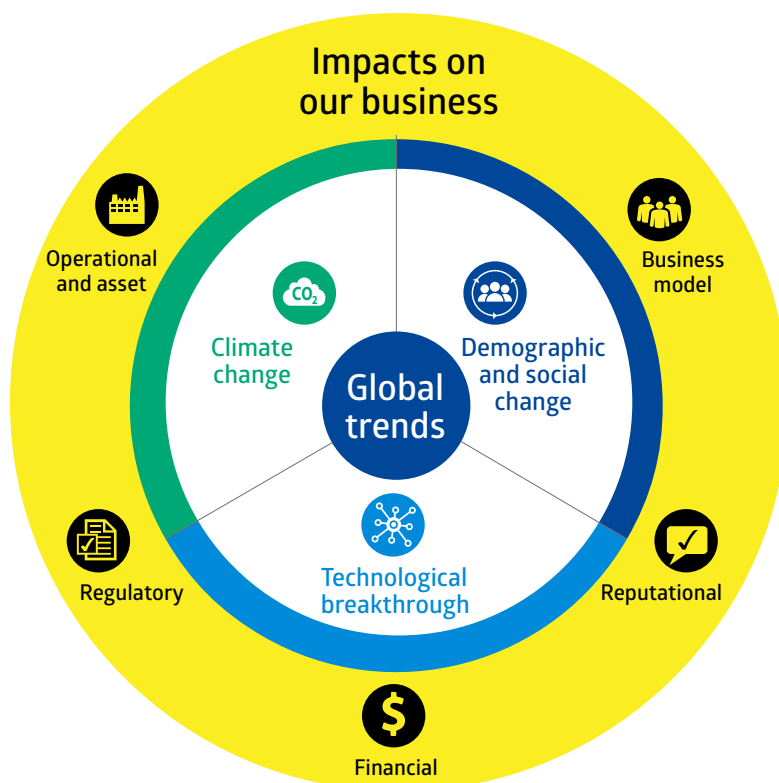 Impacts on
our business
Operational
and asset
Business
model
CO₂
Climate
change
Demographic
and social
change
Global
trends
Technological
breakthrough
Regulatory
Reputational
$
Financial